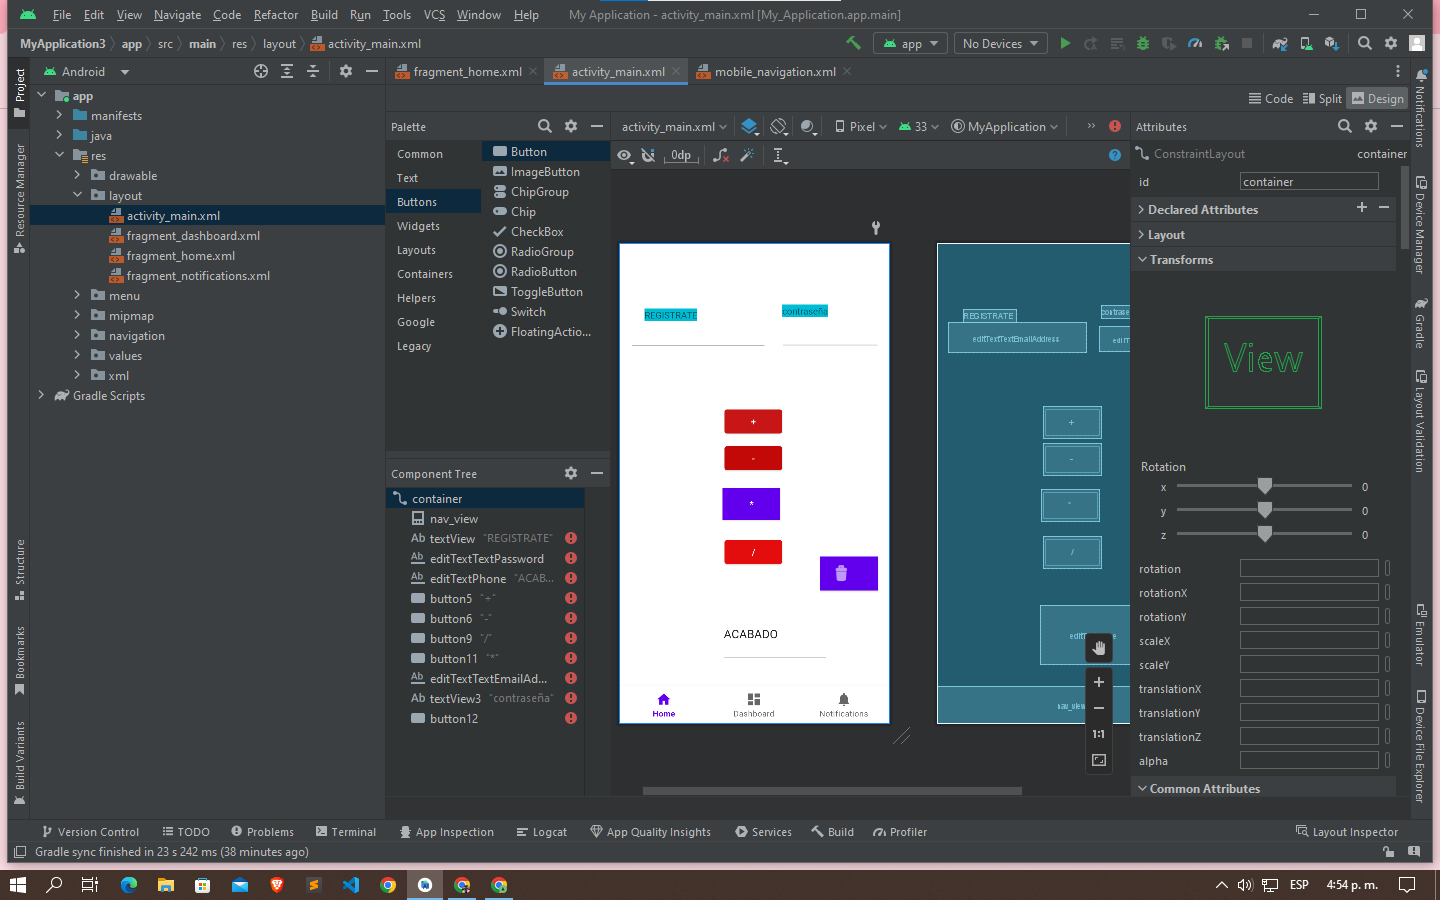 File Edit View Navigate Code Refactor Build Run Tools VCS Window Help My Application - activity_main.xml [My_Application.app.main]
MyApplication3 app src main res layout activity_main.xml app No Devices
Project
Android
fragment_home.xml activity_main.xml mobile_navigation.xml
Code Split Design
app
manifests
java
res
drawable
layout
activity_main.xml
fragment_dashboard.xml
fragment_home.xml
fragment_notifications.xml
menu
mipmap
navigation
values
xml
Gradle Scripts
Resource Manager
Structure
Bookmarks
Build Variants
Palette
Common
Text
Buttons
Widgets
Layouts
Containers
Helpers
Google
Legacy
Button
ImageButton
ChipGroup
Chip
CheckBox
RadioGroup
RadioButton
ToggleButton
Switch
FloatingActio...
Component Tree
container
nav_view
Ab textView "REGISTRATE"
Ab editTextTextPassword
Ab editTextPhone "ACAB...
button5 "+"
button6 "-"
button9 "/"
button11 "*"
Ab editTextTextEmailAd...
Ab textView3 "contraseña"
button12
activity_main.xml Pixel 33 MyApplication
0dp
REGISTRATE
contraseña
+
-
*
/
ACABADO
Home Dashboard Notifications
REGISTRATE
editTextTextEmailAddress
+
-
*
/
nav_view
+
−
1:1
Attributes
ConstraintLayout container
id container
Declared Attributes
Layout
Transforms
View
Rotation
x 0
y 0
z 0
rotation
rotationX
rotationY
scaleX
scaleY
translationX
translationY
translationZ
alpha
Common Attributes
Notifications
Device Manager
Gradle
Layout Validation
Emulator
Device File Explorer
Version Control TODO Problems Terminal App Inspection Logcat App Quality Insights Services Build Profiler Layout Inspector
Gradle sync finished in 23 s 242 ms (38 minutes ago)
ESP 4:54 p. m.